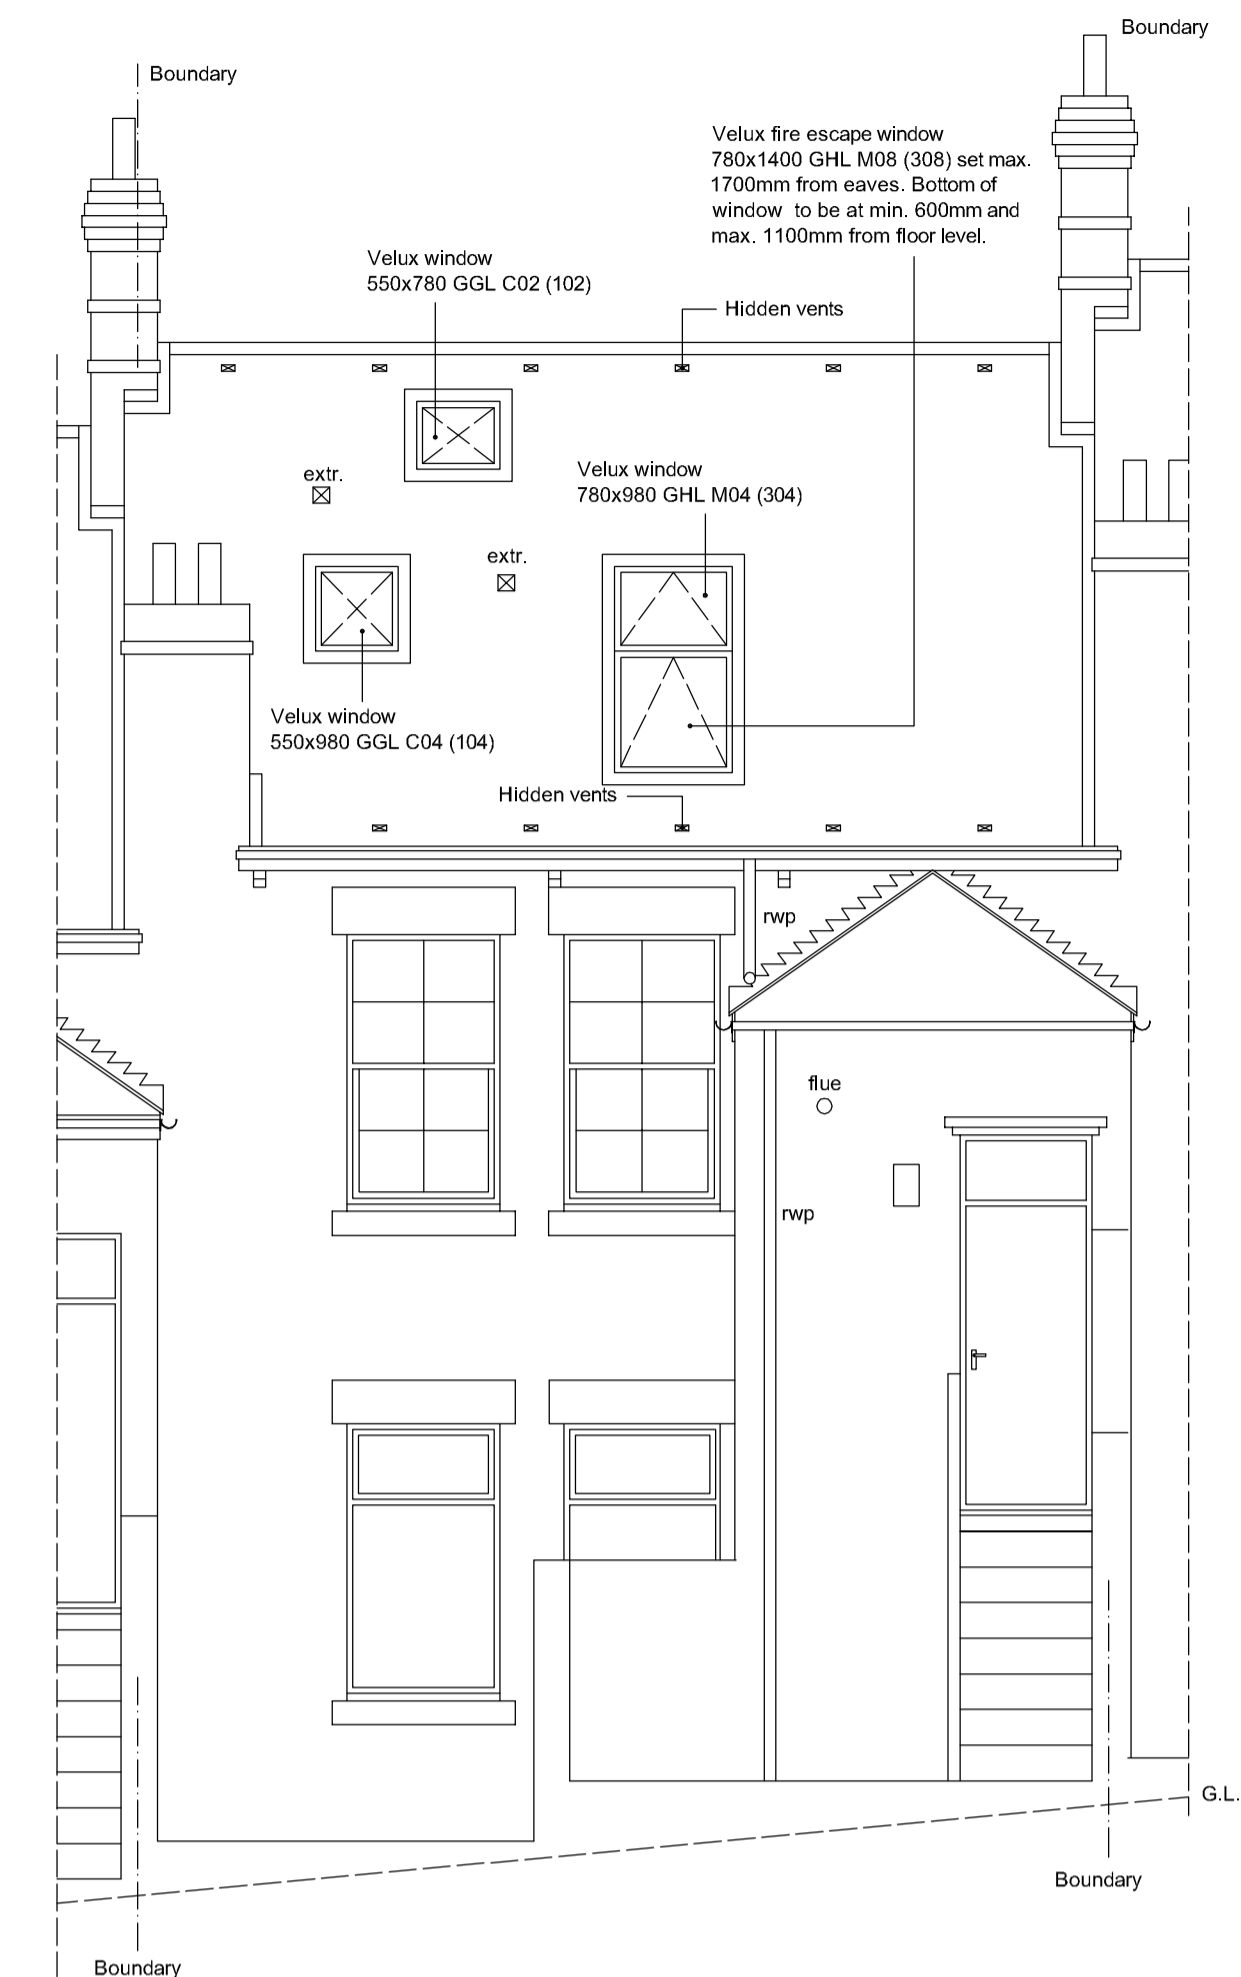 Boundary
Boundary
Velux fire escape window
780x1400 GHL M08 (308) set max.
1700mm from eaves. Bottom of
window to be at min. 600mm and
max. 1100mm from floor level.
Velux window
550x780 GGL C02 (102)
Hidden vents
extr.
Velux window
780x980 GHL M04 (304)
extr.
Velux window
550x980 GGL C04 (104)
Hidden vents
rwp
flue
rwp
G.L.
Boundary
Boundary